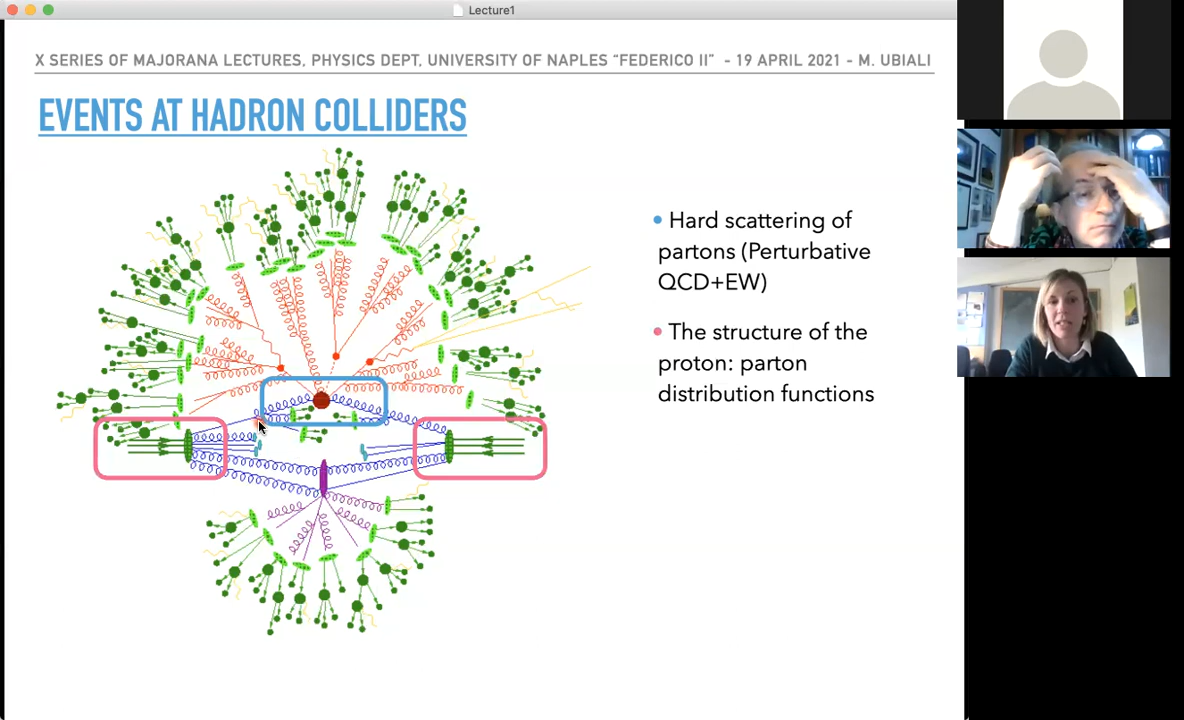 Lecture1
X SERIES OF MAJORANA LECTURES, PHYSICS DEPT, UNIVERSITY OF NAPLES “FEDERICO II” - 19 APRIL 2021 - M. UBIALI
EVENTS AT HADRON COLLIDERS
• Hard scattering of
partons (Perturbative
QCD+EW)
• The structure of the
proton: parton
distribution functions